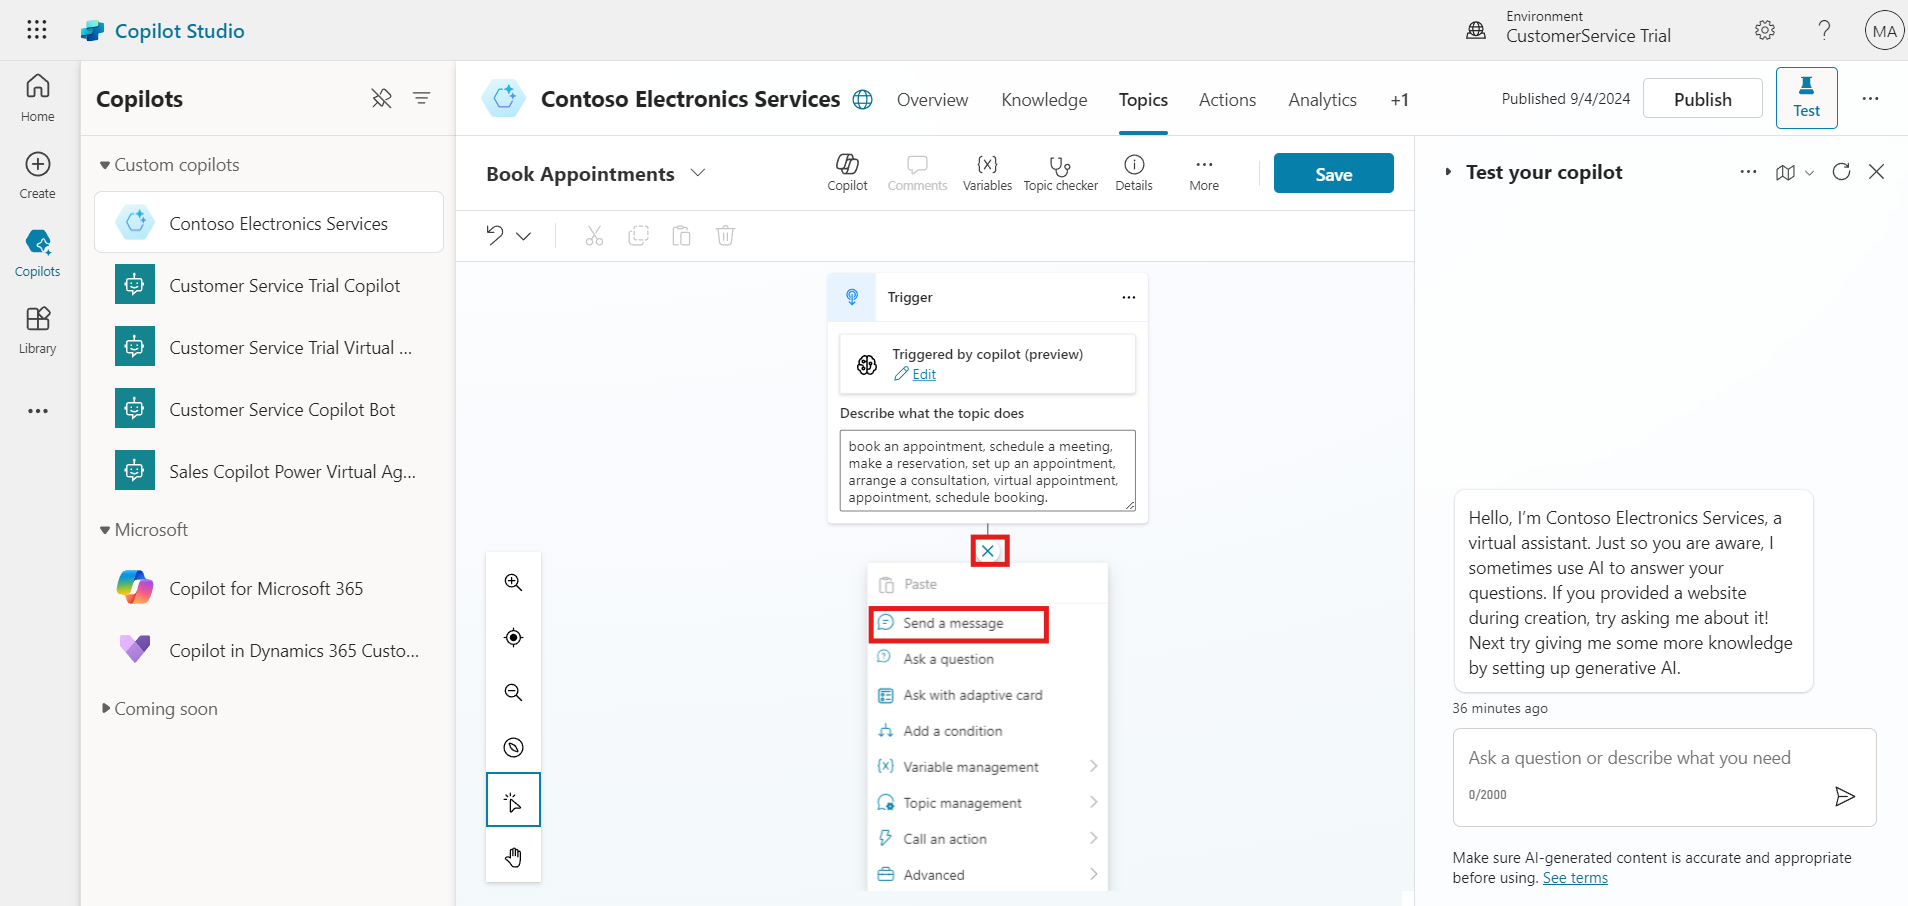 Copilot Studio
Environment
CustomerService Trial
MA
Home
Create
Copilots
Library
Copilots
Custom copilots
Contoso Electronics Services
Customer Service Trial Copilot
Customer Service Trial Virtual ...
Customer Service Copilot Bot
Sales Copilot Power Virtual Ag...
Microsoft
Copilot for Microsoft 365
Copilot in Dynamics 365 Custo...
Coming soon
Contoso Electronics Services
Overview
Knowledge
Topics
Actions
Analytics
+1
Published 9/4/2024
Publish
Test
Book Appointments
Copilot
Comments
Variables
Topic checker
Details
More
Save
Trigger
Triggered by copilot (preview)
Edit
Describe what the topic does
book an appointment, schedule a meeting,
make a reservation, set up an appointment,
arrange a consultation, virtual appointment,
appointment, schedule booking.
Paste
Send a message
Ask a question
Ask with adaptive card
Add a condition
Variable management
Topic management
Call an action
Advanced
Test your copilot
Hello, I'm Contoso Electronics Services, a
virtual assistant. Just so you are aware, I
sometimes use AI to answer your
questions. If you provided a website
during creation, try asking me about it!
Next try giving me some more knowledge
by setting up generative AI.
36 minutes ago
Ask a question or describe what you need
0/2000
Make sure AI-generated content is accurate and appropriate
before using. See terms